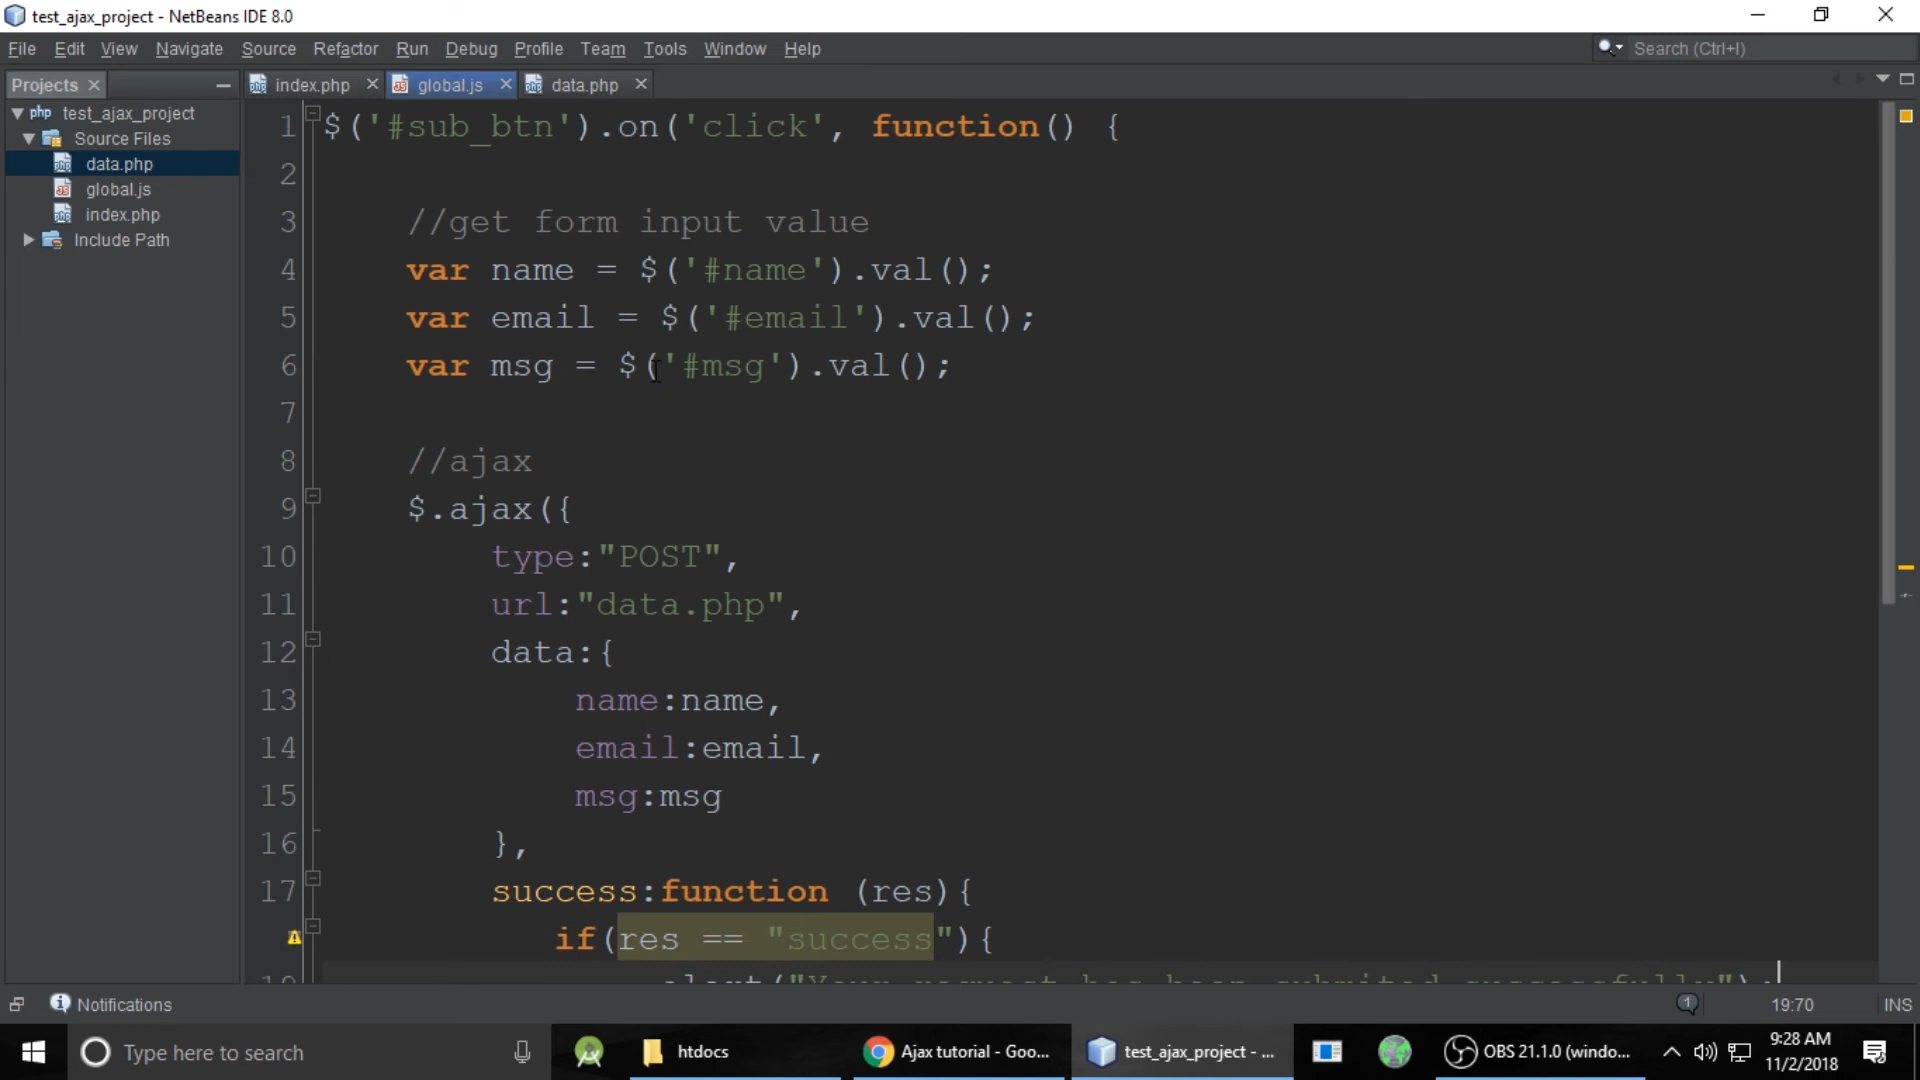 test_ajax_project - NetBeans IDE 8.0
File Edit View Navigate Source Refactor Run Debug Profile Team Tools Window Help
Search (Ctrl+I)
Projects
index.php
global.js
data.php
php test_ajax_project
Source Files
data.php
global.js
index.php
Include Path
1 $('#sub_btn').on('click', function() {
2
3 //get form input value
4 var name = $('#name').val();
5 var email = $('#email').val();
6 var msg = $('#msg').val();
7
8 //ajax
9 $.ajax({
10 type:"POST",
11 url:"data.php",
12 data:{
13 name:name,
14 email:email,
15 msg:msg
16 },
17 success:function (res){
if(res == "success"){
19 alert("Your request has been submited successfully");
Notifications
1
19:70
INS
Type here to search
htdocs
Ajax tutorial - Goo...
test_ajax_project - ...
OBS 21.1.0 (windo...
9:28 AM
11/2/2018